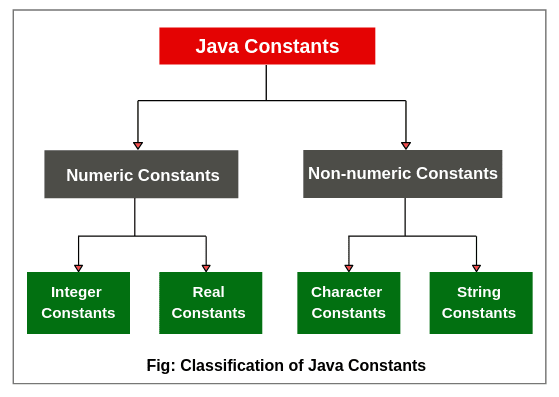 Java Constants
Numeric Constants
Non-numeric Constants
Integer
Constants
Real
Constants
Character
Constants
String
Constants
Fig: Classification of Java Constants